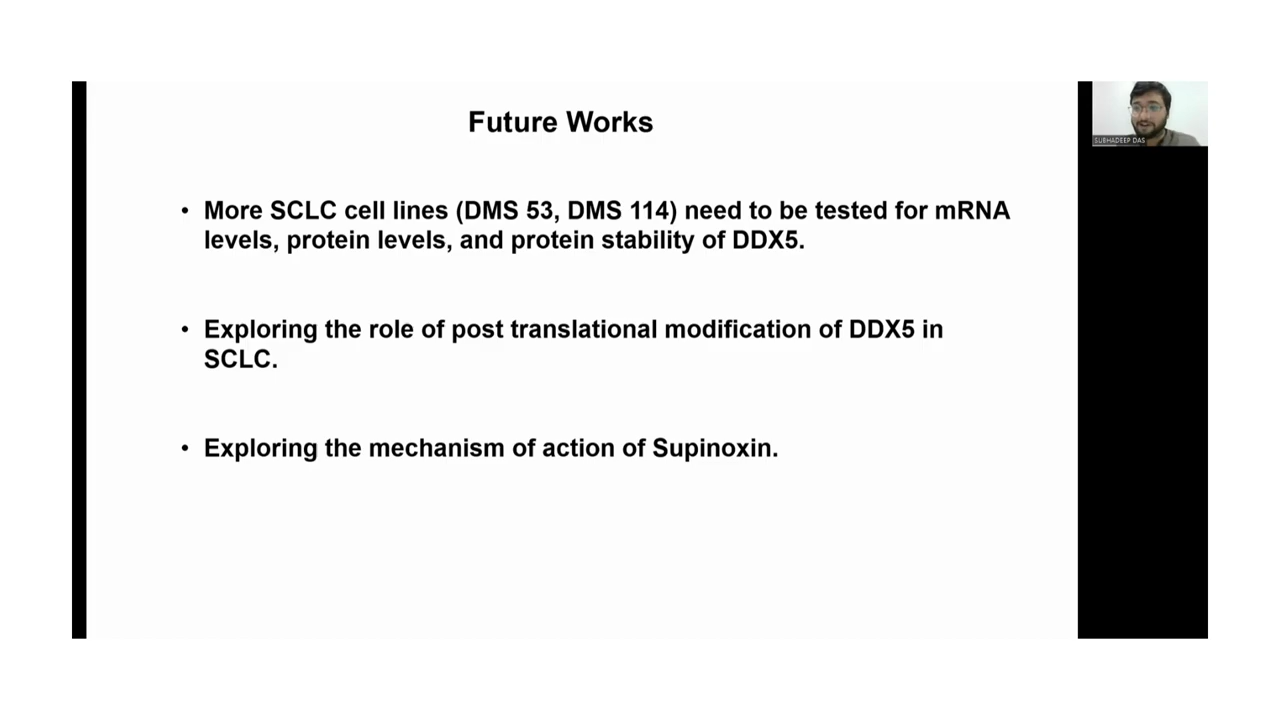 Future Works
SUBHADEEP DAS
• More SCLC cell lines (DMS 53, DMS 114) need to be tested for mRNA
levels, protein levels, and protein stability of DDX5.
• Exploring the role of post translational modification of DDX5 in
SCLC.
• Exploring the mechanism of action of Supinoxin.